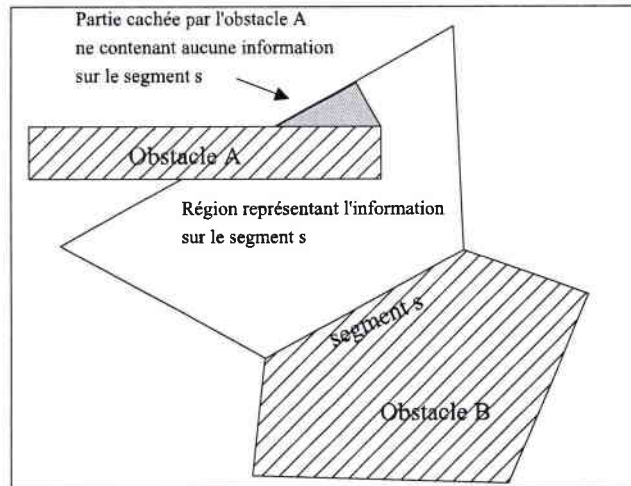 Partie cachée par l'obstacle A
ne contenant aucune information
sur le segment s
Obstacle A
Région représentant l'information
sur le segment s
segment s
Obstacle B